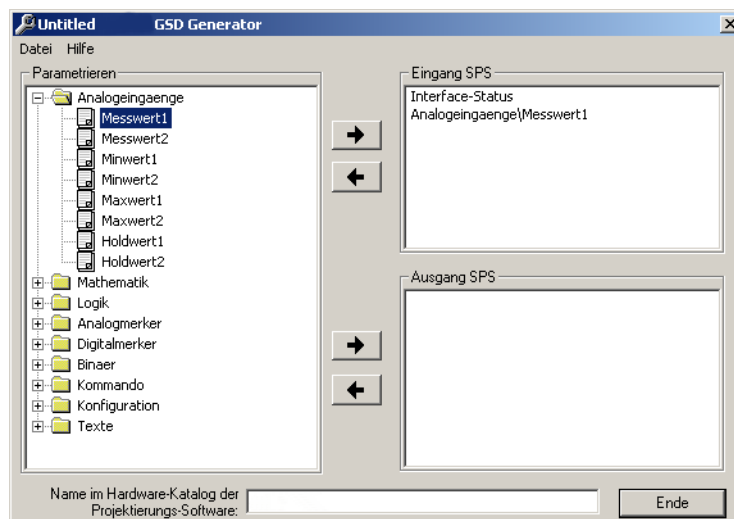 Untitled GSD Generator
Datei Hilfe
Parametrieren
Analogeingaenge
Messwert1
Messwert2
Minwert1
Minwert2
Maxwert1
Maxwert2
Holdwert1
Holdwert2
Mathematik
Logik
Analogmerker
Digitalmerker
Binaer
Kommando
Konfiguration
Texte
Eingang SPS
Interface-Status
Analogeingaenge\Messwert1
Ausgang SPS
Name im Hardware-Katalog der
Projektierungs-Software:
Ende